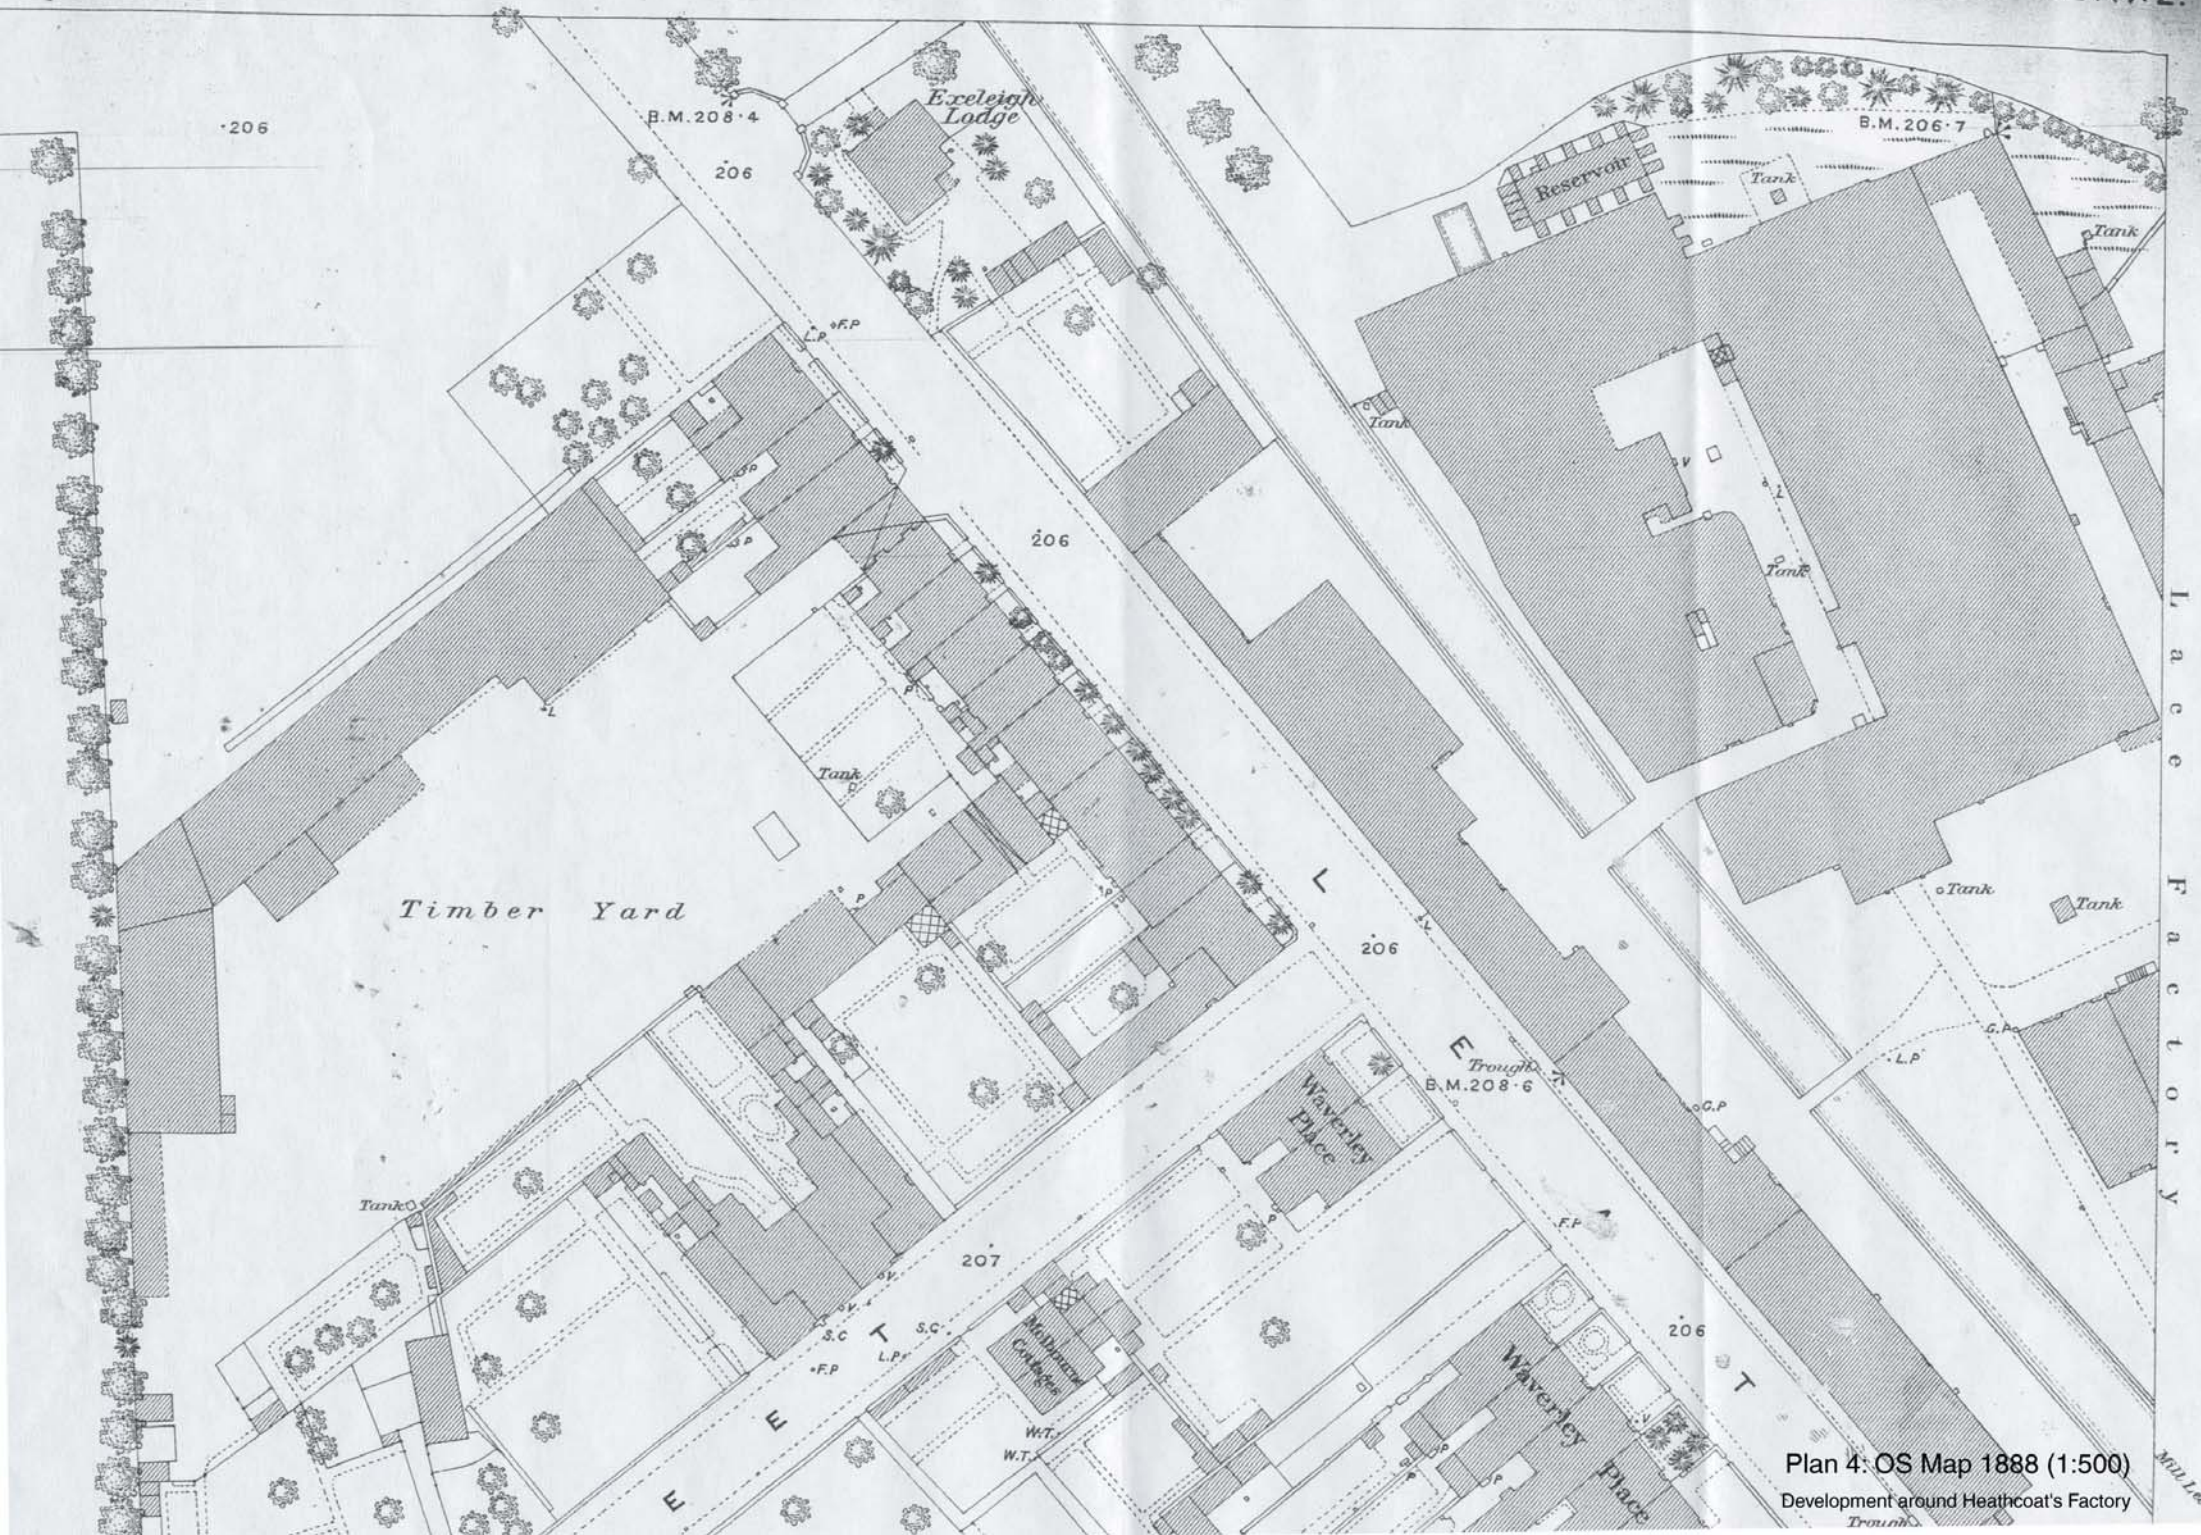 B.M.208·4
Exeleigh
Lodge
·206
206
B.M.206·7
Reservoir
Tank
Tank
L.P
F.P
Tank
V
L
Tank
206
P
P
P
L
Tank
Timber Yard
P
P
L
206
Tank
Tank
Lace Factory
E
Trough
B.M.208·6
G.P
L.P
G.P
Waverley
Place
P
Tank
207
V
V
S.C
T
S.C
F.P
L.P
Melbourne
Cottages
F.P
206
T
E
W.T.
W.T.
E
Waverley
Place
V
P
P
P
Plan 4: OS Map 1888 (1:500)
Development around Heathcoat's Factory
Trough